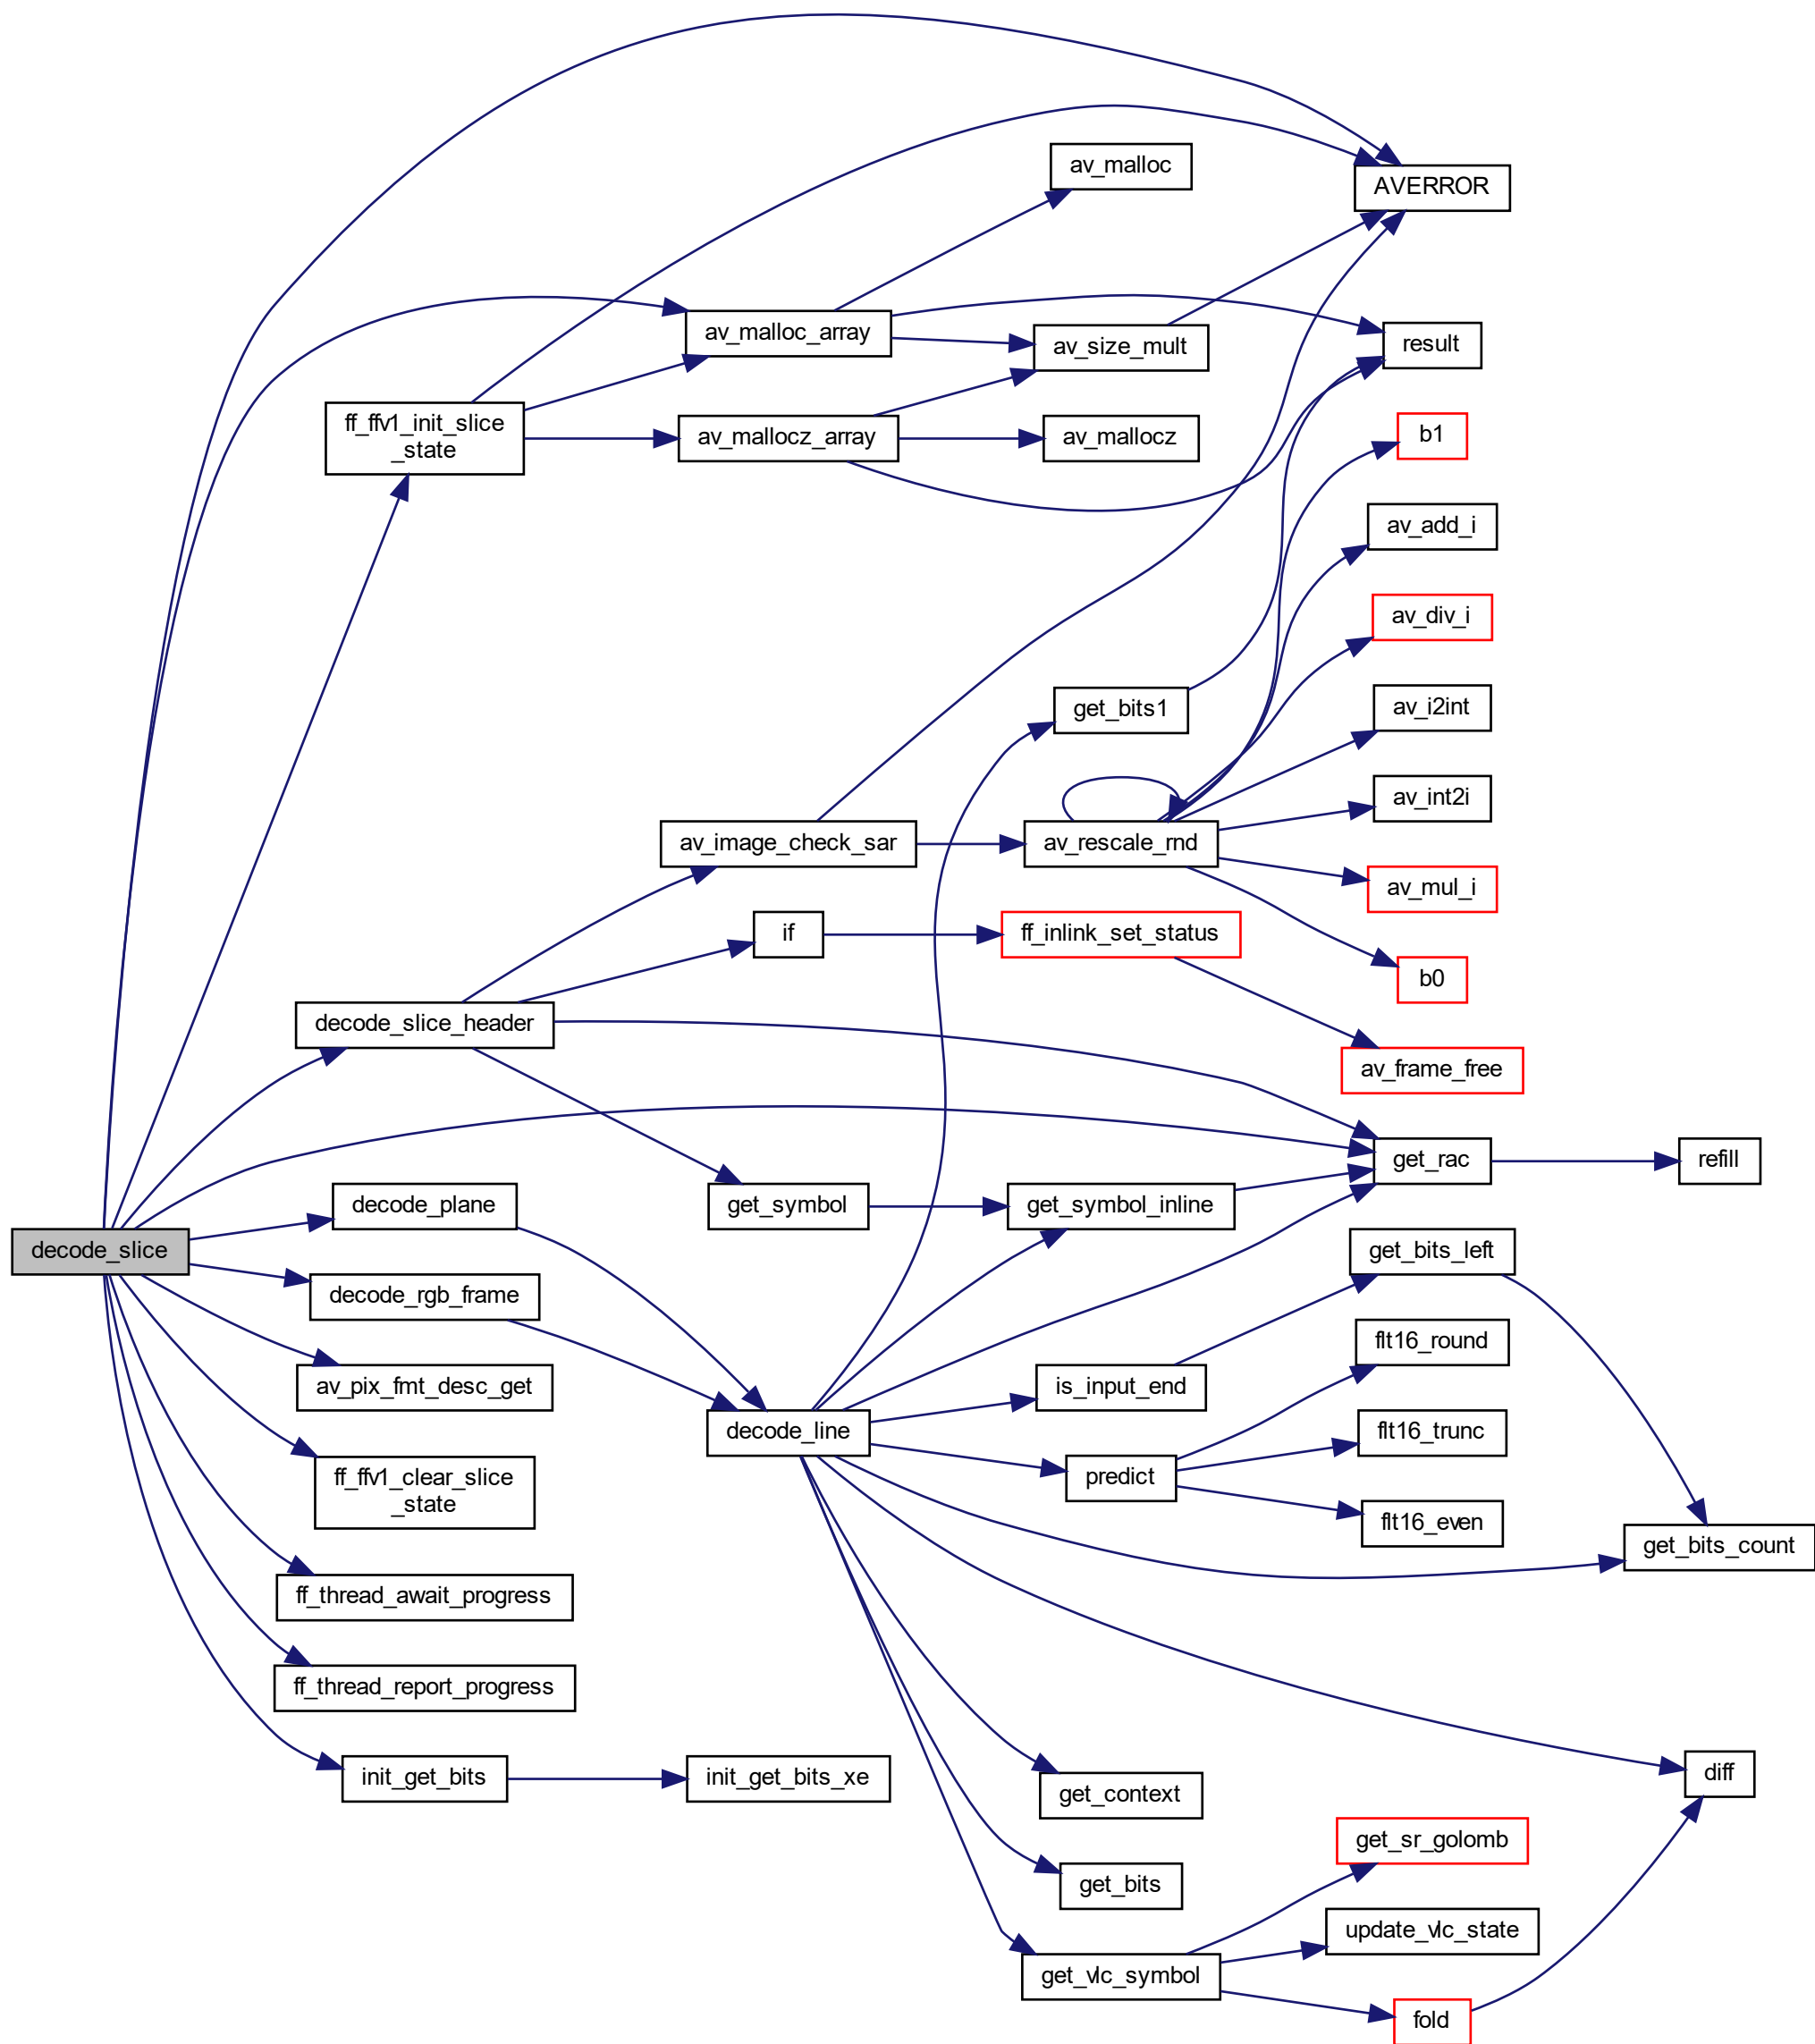 av_malloc
AVERROR
av_malloc_array
result
av_size_mult
ff_ffv1_init_slice
_state
av_mallocz_array
av_mallocz
b1
av_add_i
av_div_i
get_bits1
av_i2int
av_int2i
av_image_check_sar
av_rescale_rnd
av_mul_i
if
ff_inlink_set_status
b0
decode_slice_header
av_frame_free
get_rac
refill
decode_plane
get_symbol
get_symbol_inline
decode_slice
get_bits_left
decode_rgb_frame
flt16_round
av_pix_fmt_desc_get
is_input_end
decode_line
flt16_trunc
predict
ff_ffv1_clear_slice
_state
flt16_even
get_bits_count
ff_thread_await_progress
ff_thread_report_progress
init_get_bits
init_get_bits_xe
get_context
diff
get_sr_golomb
get_bits
update_vlc_state
get_vlc_symbol
fold